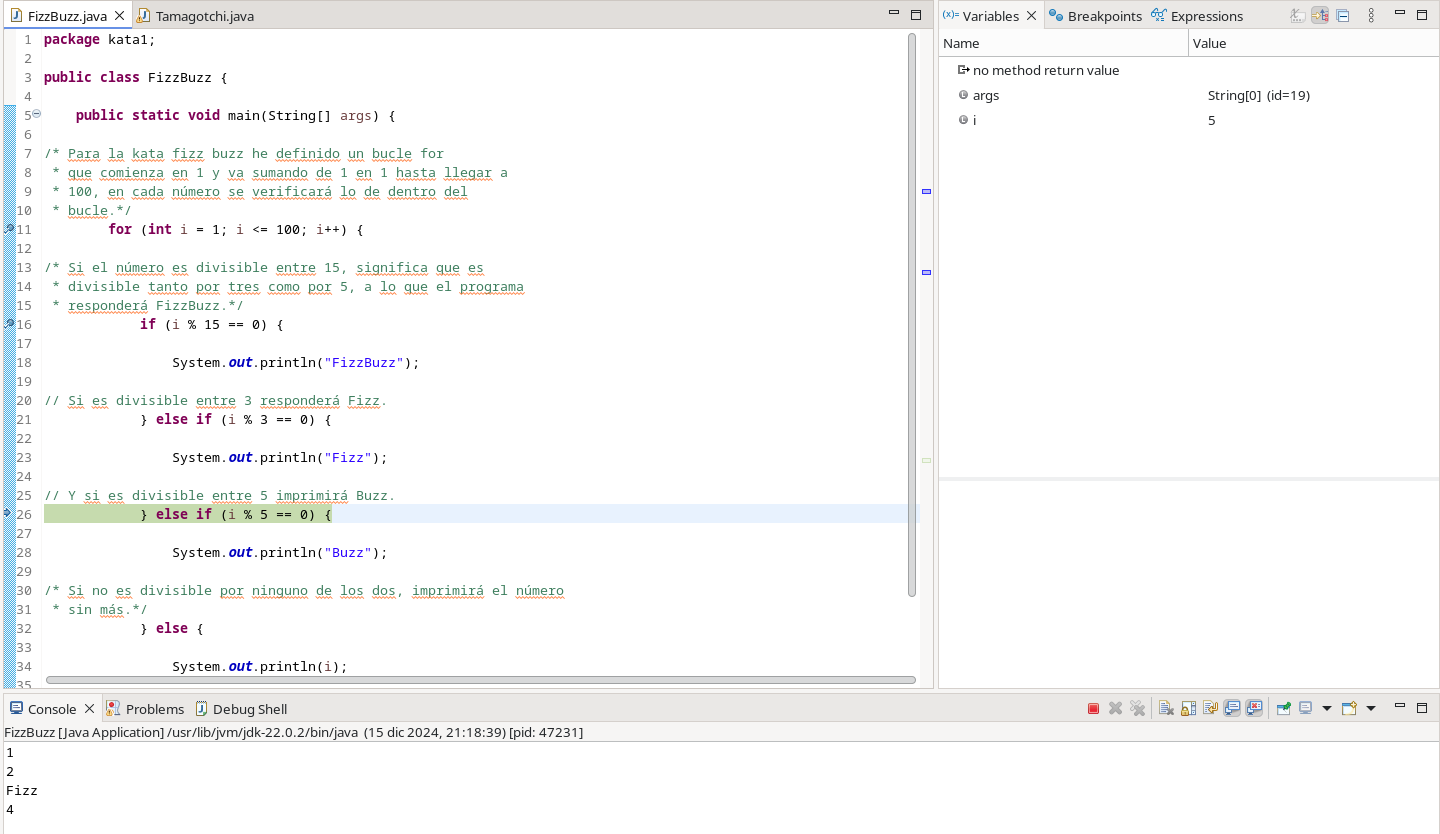 FizzBuzz.java Tamagotchi.java
1 package kata1;
2
3 public class FizzBuzz {
4
5 public static void main(String[] args) {
6
7 /* Para la kata fizz buzz he definido un bucle for
8 * que comienza en 1 y va sumando de 1 en 1 hasta llegar a
9 * 100, en cada número se verificará lo de dentro del
10 * bucle.*/
11 for (int i = 1; i <= 100; i++) {
12
13 /* Si el número es divisible entre 15, significa que es
14 * divisible tanto por tres como por 5, a lo que el programa
15 * responderá FizzBuzz.*/
16 if (i % 15 == 0) {
17
18 System.out.println("FizzBuzz");
19
20 // Si es divisible entre 3 responderá Fizz.
21 } else if (i % 3 == 0) {
22
23 System.out.println("Fizz");
24
25 // Y si es divisible entre 5 imprimirá Buzz.
26 } else if (i % 5 == 0) {
27
28 System.out.println("Buzz");
29
30 /* Si no es divisible por ninguno de los dos, imprimirá el número
31 * sin más.*/
32 } else {
33
34 System.out.println(i);
35
(x)= Variables Breakpoints Expressions
Name Value
no method return value
args String[0] (id=19)
i 5
Console Problems Debug Shell
FizzBuzz [Java Application] /usr/lib/jvm/jdk-22.0.2/bin/java (15 dic 2024, 21:18:39) [pid: 47231]
1
2
Fizz
4